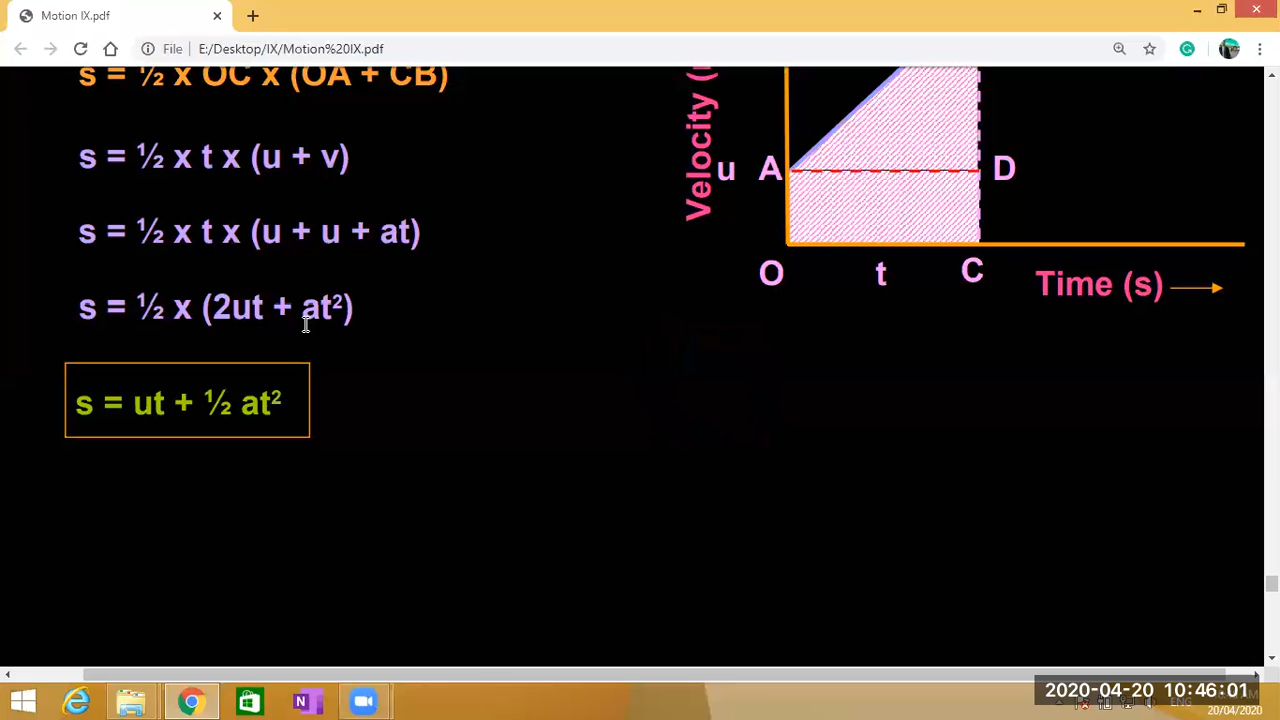 Motion IX.pdf
File
E:/Desktop/IX/Motion%20IX.pdf
s = ½ x OC x (OA + CB)
s = ½ x t x (u + v)
s = ½ x t x (u + u + at)
s = ½ x (2ut + at²)
s = ut + ½ at²
Velocity
u
A
D
O
t
C
Time (s)
2020-04-20 10:46:01
ENG
20/04/2020